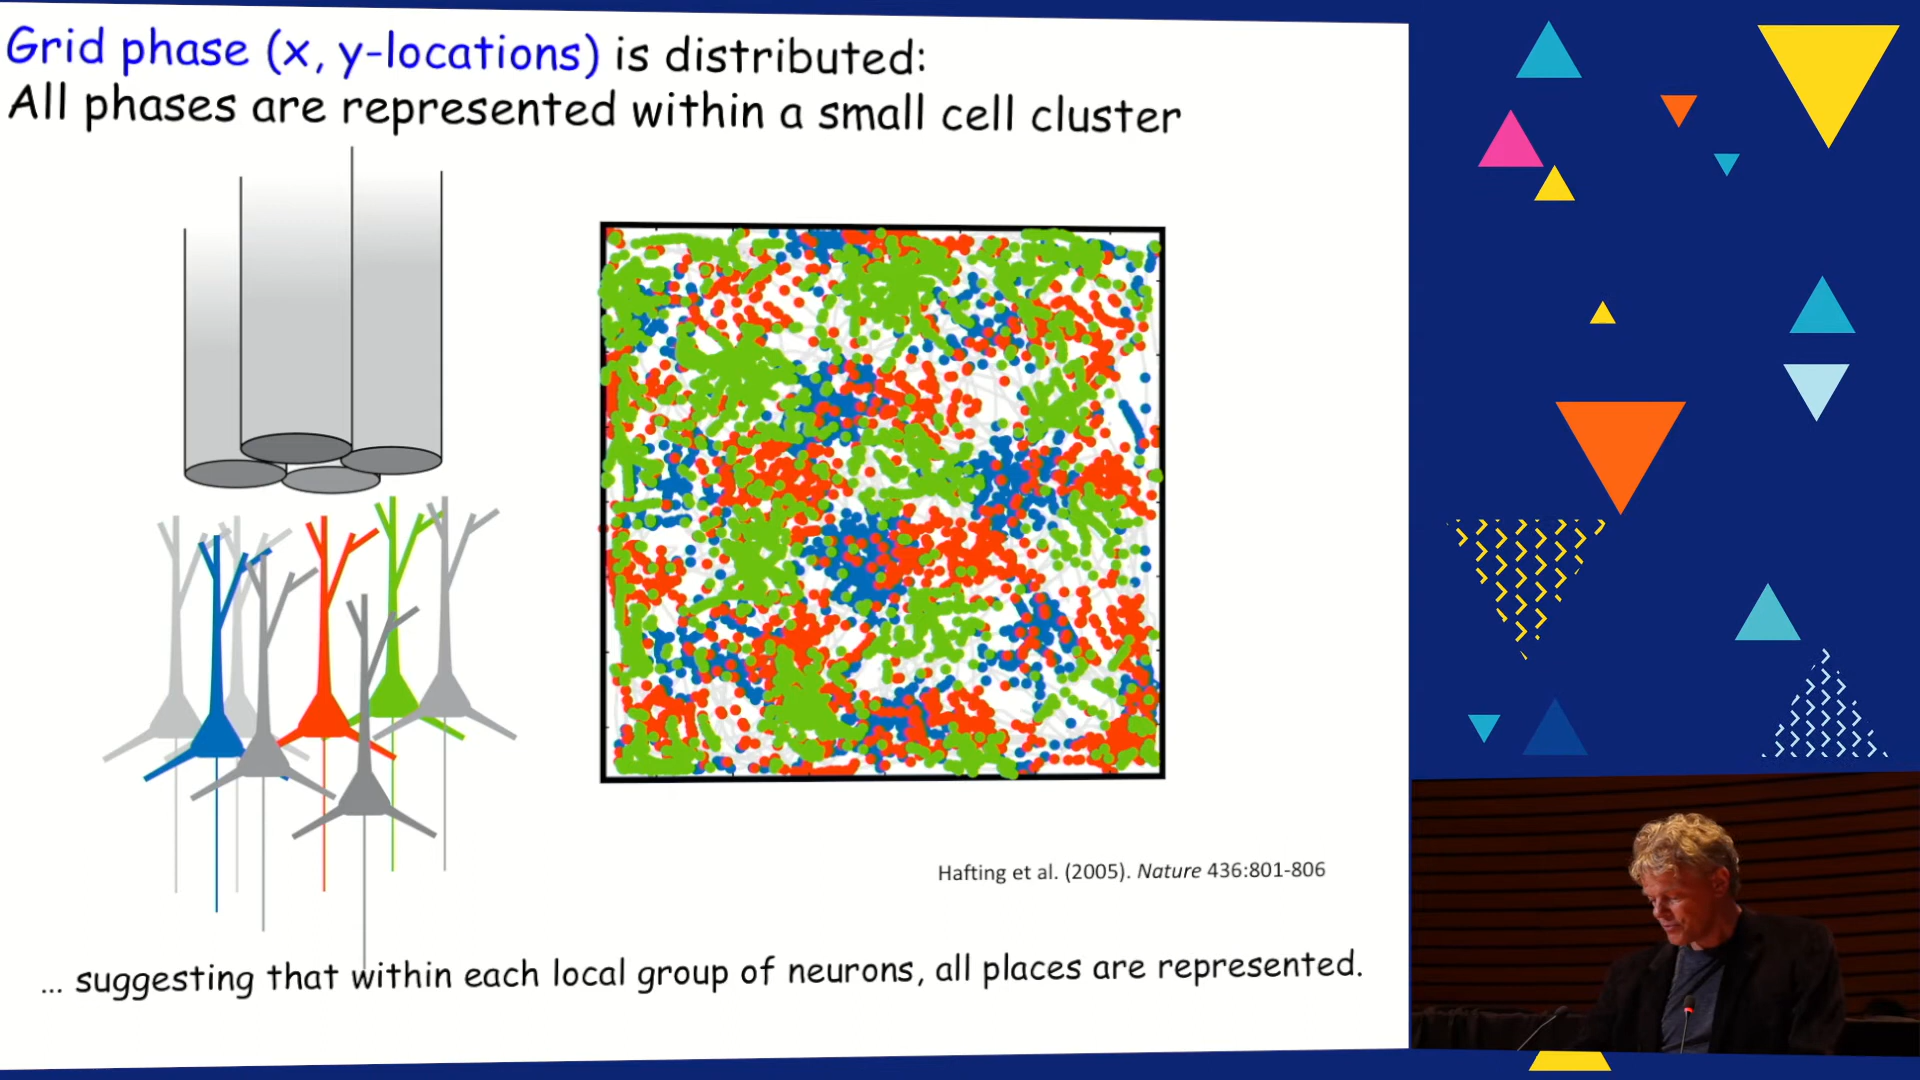 Grid phase (x, y-locations) is distributed:
All phases are represented within a small cell cluster
Hafting et al. (2005). Nature 436:801-806
... suggesting that within each local group of neurons, all places are represented.